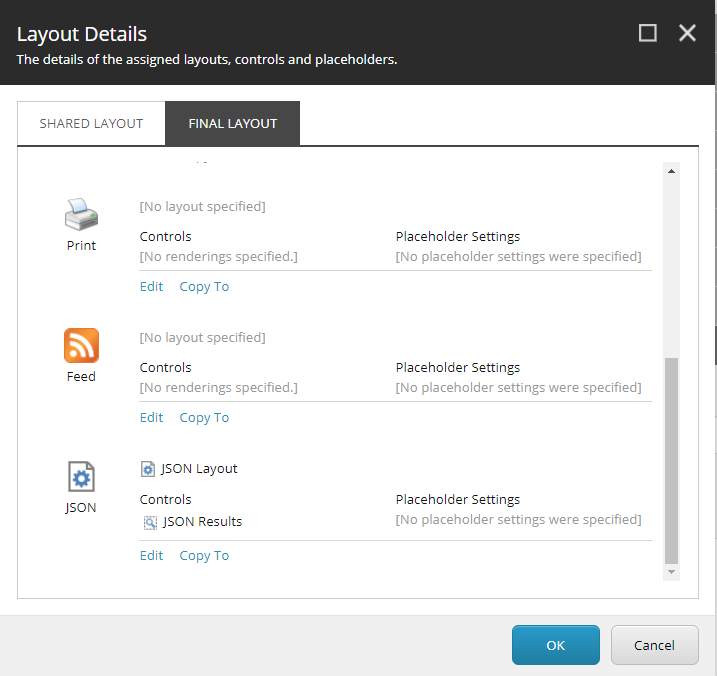 Layout Details
The details of the assigned layouts, controls and placeholders.
SHARED LAYOUT FINAL LAYOUT
Print
[No layout specified]
Controls Placeholder Settings
[No renderings specified.] [No placeholder settings were specified]
Edit Copy To
Feed
[No layout specified]
Controls Placeholder Settings
[No renderings specified.] [No placeholder settings were specified]
Edit Copy To
JSON
JSON Layout
Controls Placeholder Settings
JSON Results [No placeholder settings were specified]
Edit Copy To
OK Cancel